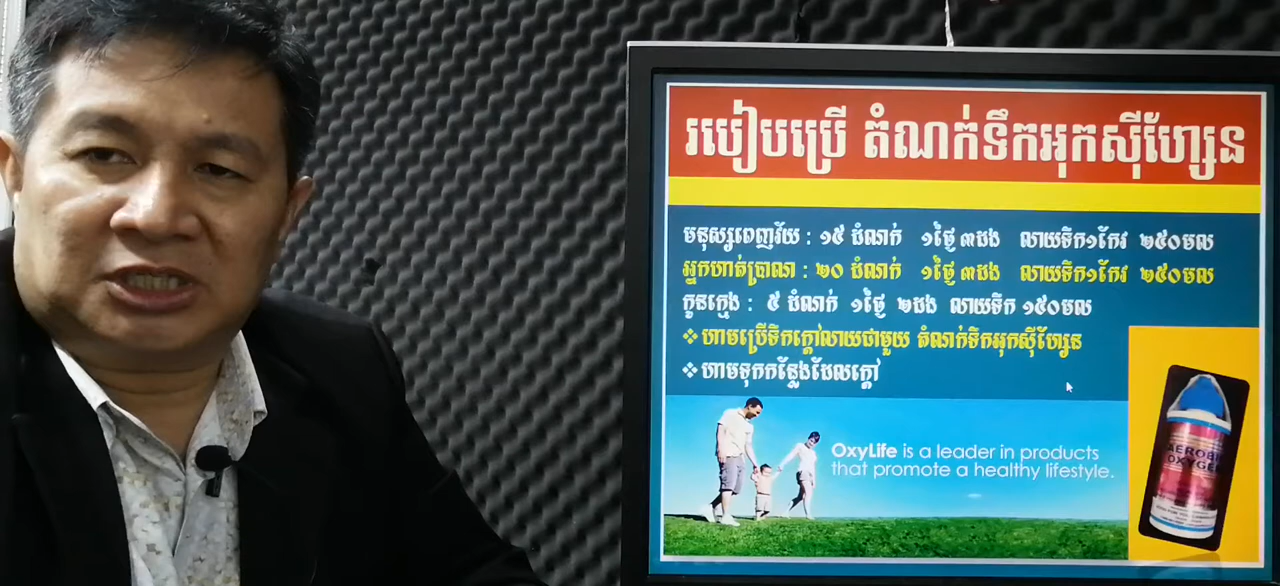 របៀបប្រើ តំណក់ទឹកអុកស៊ីហ្សែន
មនុស្សពេញវ័យ : ១៥ ដំណក់ ១ថ្ងៃ ៣ដង លាយទឹក១កែវ ២៥០មល
អ្នកហាត់ប្រាណ : ២០ ដំណក់ ១ថ្ងៃ ៣ដង លាយទឹក១កែវ ២៥០មល
កូនក្មេង : ៥ ដំណក់ ១ថ្ងៃ ២ដង លាយទឹក ១៥០មល
❖ហាមប្រើទឹកក្តៅលាយជាមួយ តំណក់ទឹកអុកស៊ីហ្សែន
❖ហាមទុកកន្លែងដែលក្តៅ
OxyLife is a leader in products
that promote a healthy lifestyle.
AEROBIC
OXYGEN